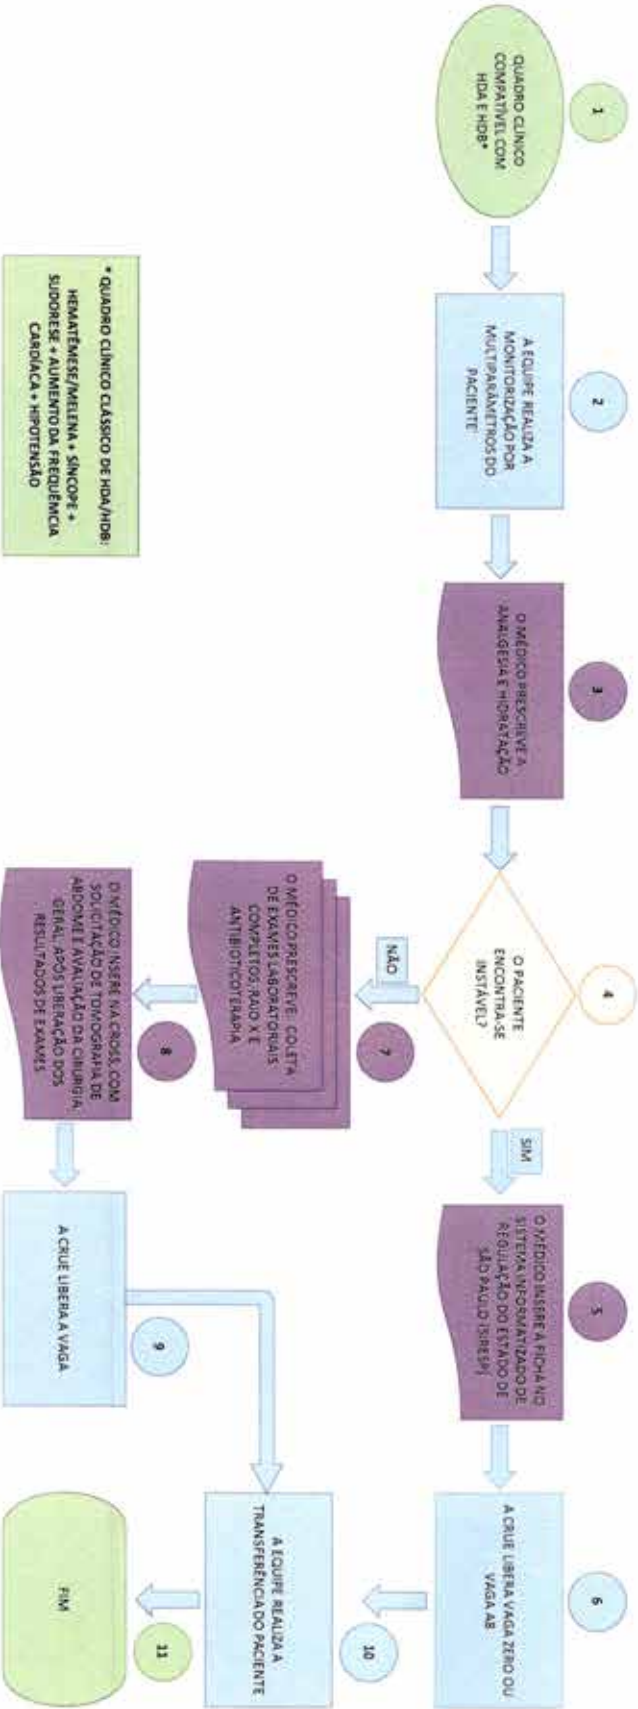 1
QUADRO CLÍNICO
COMPATÍVEL COM
HDA E HDB*
2
A EQUIPE REALIZA A
MONITORIZAÇÃO POR
MULTIPARÂMETROS DO
PACIENTE
3
O MÉDICO PRESCREVE A
ANALGESIA E HIDRATAÇÃO
4
O PACIENTE
ENCONTRA-SE
INSTÁVEL?
SIM
5
O MÉDICO INSERE A FICHA NO
SISTEMA INFORMATIZADO DE
REGULAÇÃO DO ESTADO DE
SÃO PAULO (SIRESP)
6
A CRUE LIBERA VAGA ZERO OU
VAGA AB
NÃO
7
O MÉDICO PRESCREVE: COLETA
DE EXAMES LABORATORIAIS
COMPLETOS, RAIO X E
ANTIBIOTICOTERAPIA
8
O MÉDICO INSERE NA CROSS, COM
SOLICITAÇÃO DE TOMOGRAFIA DE
ABDOME E AVALIAÇÃO DA CIRURGIA
GERAL, APÓS LIBERAÇÃO DOS
RESULTADOS DE EXAMES
9
A CRUE LIBERA A VAGA
10
A EQUIPE REALIZA A
TRANSFERÊNCIA DO PACIENTE
11
FIM
* QUADRO CLÍNICO CLÁSSICO DE HDA/HDB:
HEMATÊMESE/MELENA + SÍNCOPE +
SUDORESE + AUMENTO DA FREQUÊMCIA
CARDÍACA + HIPOTENSÃO